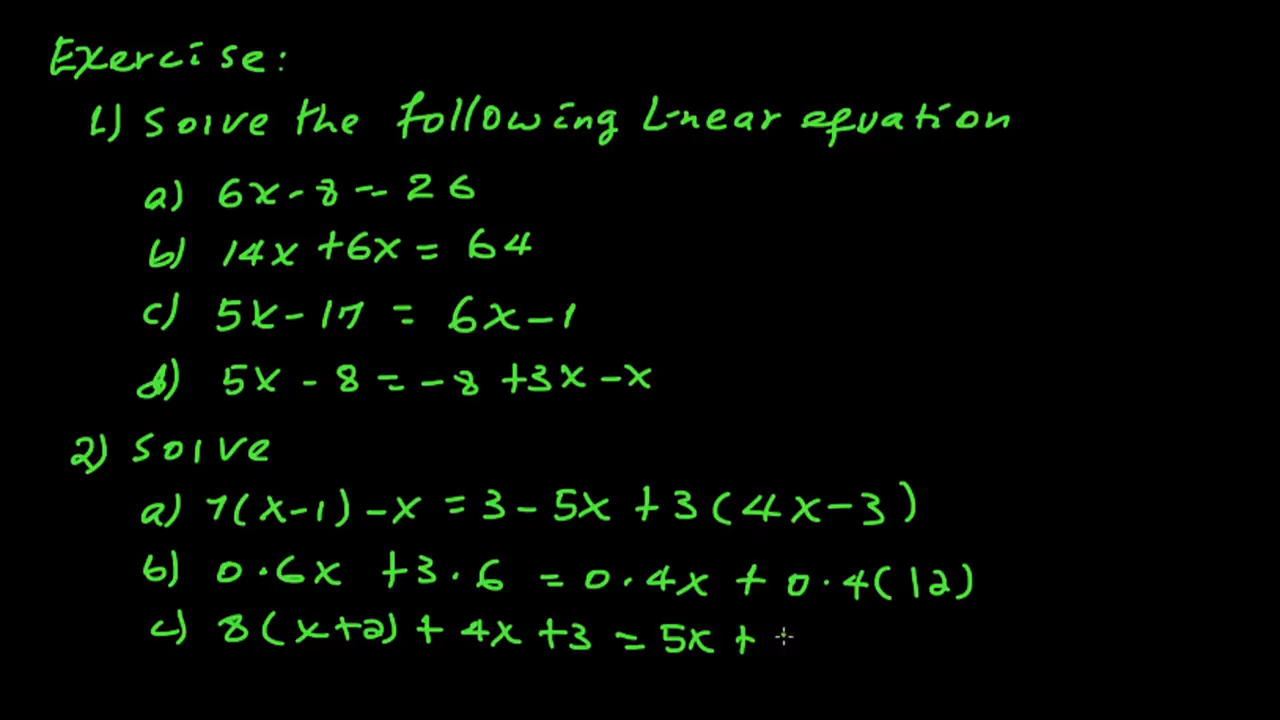 Exercise:
1) Solve the following Linear equation
a) 6x - 8 = 26
b) 14x + 6x = 64
c) 5x - 17 = 6x - 1
d) 5x - 8 = -8 + 3x - x
2) Solve
a) 7(x-1) - x = 3 - 5x + 3(4x-3)
b) 0.6x + 3.6 = 0.4x + 0.4(12)
c) 8(x+2) + 4x + 3 = 5x +